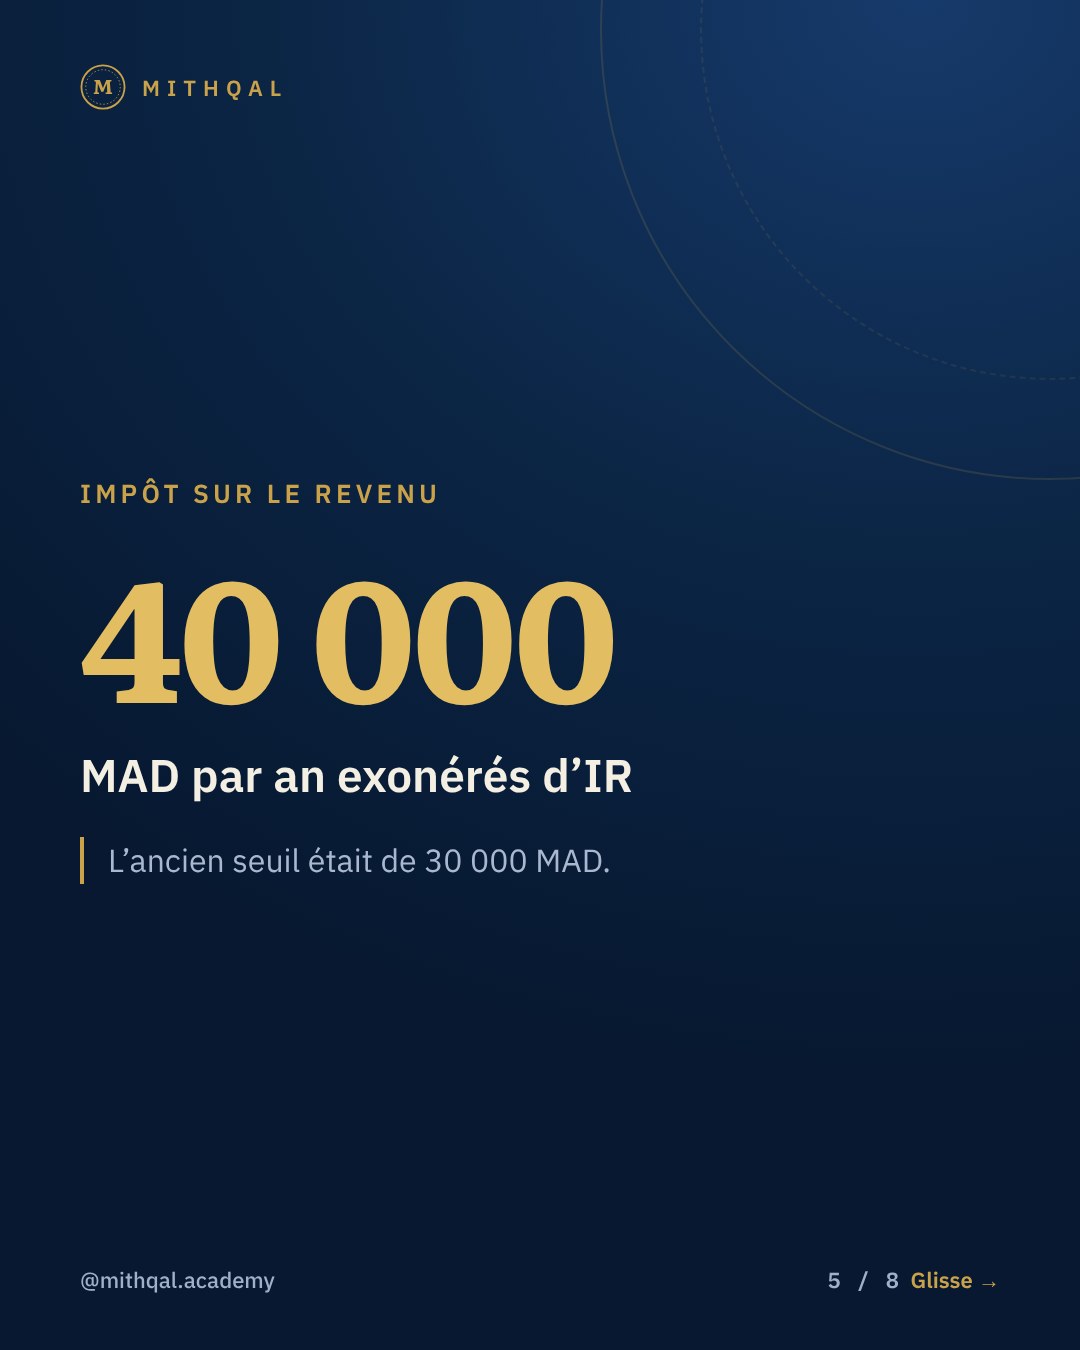 M MITHQAL
IMPÔT SUR LE REVENU
40 000
MAD par an exonérés d’IR
L’ancien seuil était de 30 000 MAD.
@mithqal.academy
5 / 8 Glisse →